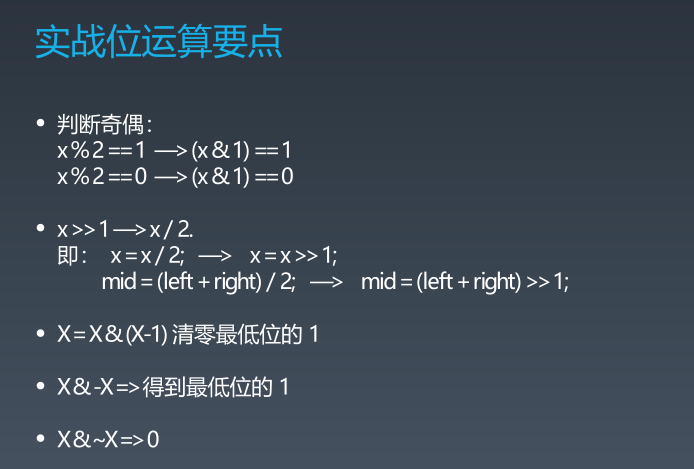 实战位运算要点
• 判断奇偶：
x % 2 == 1 —> (x & 1) == 1
x % 2 == 0 —> (x & 1) == 0
• x >> 1 —> x / 2.
即： x = x / 2; —> x = x >> 1;
mid = (left + right) / 2; —> mid = (left + right) >> 1;
• X = X & (X-1) 清零最低位的 1
• X & -X => 得到最低位的 1
• X & ~X => 0